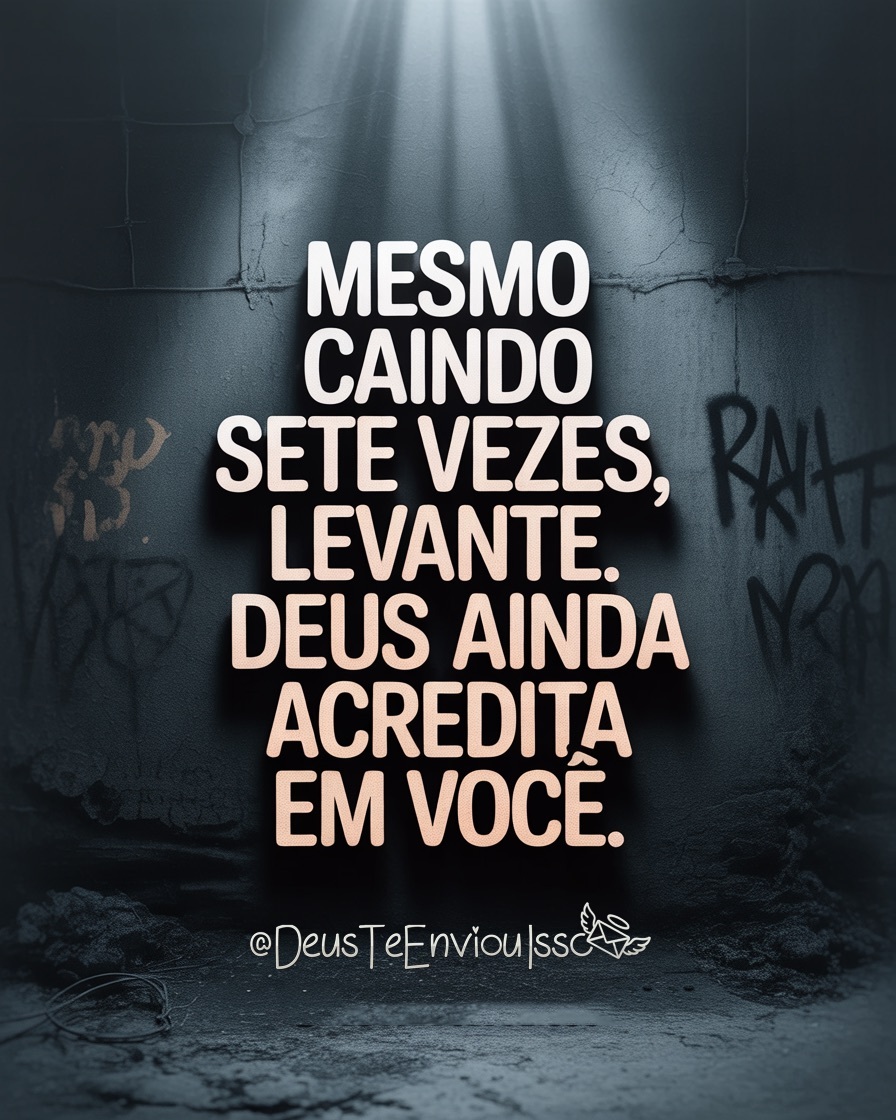 MESMO
CAINDO
SETE VEZES,
LEVANTE.
DEUS AINDA
ACREDITA
EM VOCÊ.
@DeusTeEnviouIsso